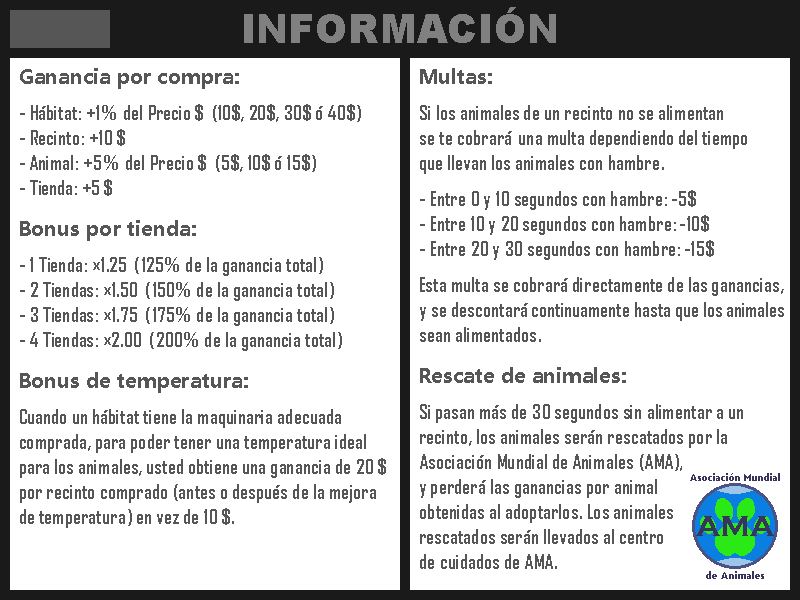 INFORMACIÓN
Ganancia por compra:
- Hábitat: +1% del Precio $ (10$, 20$, 30$ ó 40$)
- Recinto: +10 $
- Animal: +5% del Precio $ (5$, 10$ ó 15$)
- Tienda: +5 $
Bonus por tienda:
- 1 Tienda: ×1.25 (125% de la ganancia total)
- 2 Tiendas: ×1.50 (150% de la ganancia total)
- 3 Tiendas: ×1.75 (175% de la ganancia total)
- 4 Tiendas: ×2.00 (200% de la ganancia total)
Bonus de temperatura:
Cuando un hábitat tiene la maquinaria adecuada
comprada, para poder tener una temperatura ideal
para los animales, usted obtiene una ganancia de 20 $
por recinto comprado (antes o después de la mejora
de temperatura) en vez de 10 $.
Multas:
Si los animales de un recinto no se alimentan
se te cobrará una multa dependiendo del tiempo
que llevan los animales con hambre.
- Entre 0 y 10 segundos con hambre: -5$
- Entre 10 y 20 segundos con hambre: -10$
- Entre 20 y 30 segundos con hambre: -15$
Esta multa se cobrará directamente de las ganancias,
y se descontará continuamente hasta que los animales
sean alimentados.
Rescate de animales:
Si pasan más de 30 segundos sin alimentar a un
recinto, los animales serán rescatados por la
Asociación Mundial de Animales (AMA),
y perderá las ganancias por animal
obtenidas al adoptarlos. Los animales
rescatados serán llevados al centro
de cuidados de AMA.
Asociación Mundial
AMA
de Animales